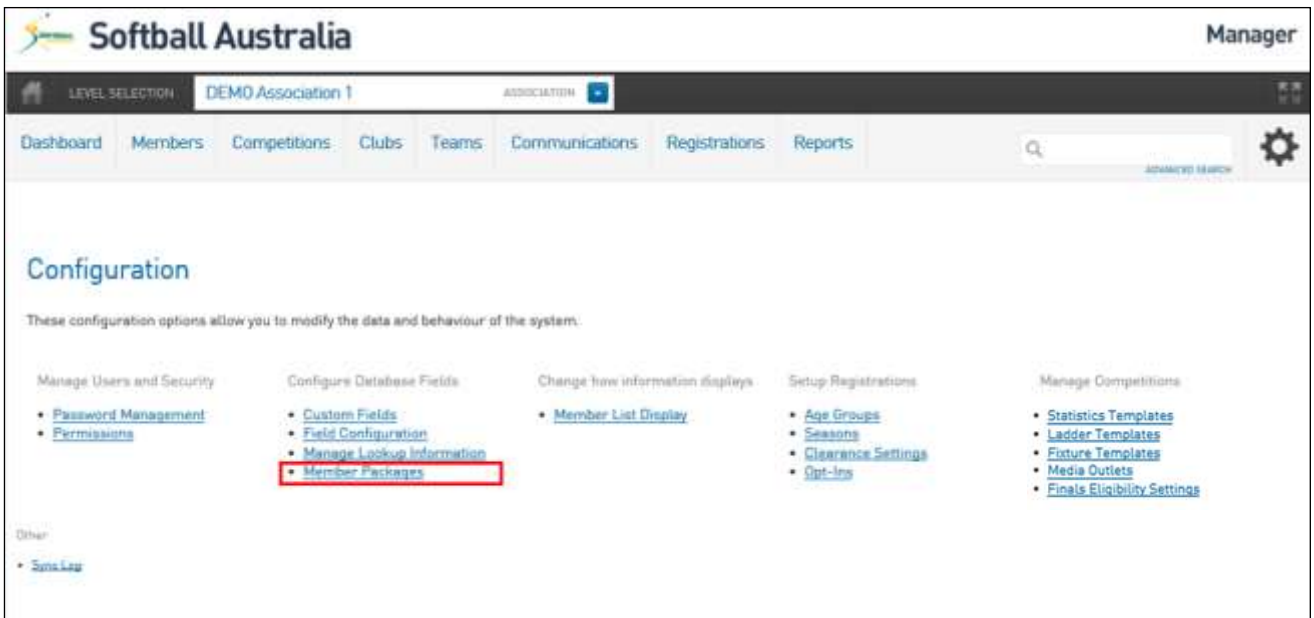 Softball Australia
Manager
LEVEL SELECTION DEMO Association 1 ASSOCIATION
Dashboard Members Competitions Clubs Teams Communications Registrations Reports
ADVANCED SEARCH
Configuration
These configuration options allow you to modify the data and behaviour of the system.
Manage Users and Security
• Password Management
• Permissions
Configure Database Fields
• Custom Fields
• Field Configuration
• Manage Lookup Information
• Member Packages
Change how information displays
• Member List Display
Setup Registrations
• Age Groups
• Seasons
• Clearance Settings
• Opt-Ins
Manage Competitions
• Statistics Templates
• Ladder Templates
• Fixture Templates
• Media Outlets
• Finals Eligibility Settings
Other
• Sync Log